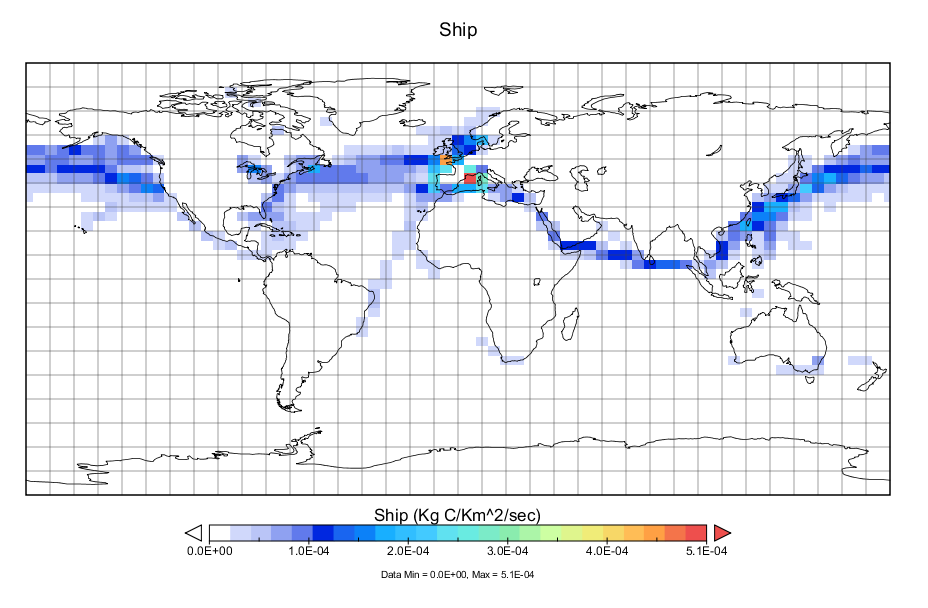 Ship
Ship (Kg C/Km^2/sec)
0.0E+00 1.0E-04 2.0E-04 3.0E-04 4.0E-04 5.1E-04
Data Min = 0.0E+00, Max = 5.1E-04